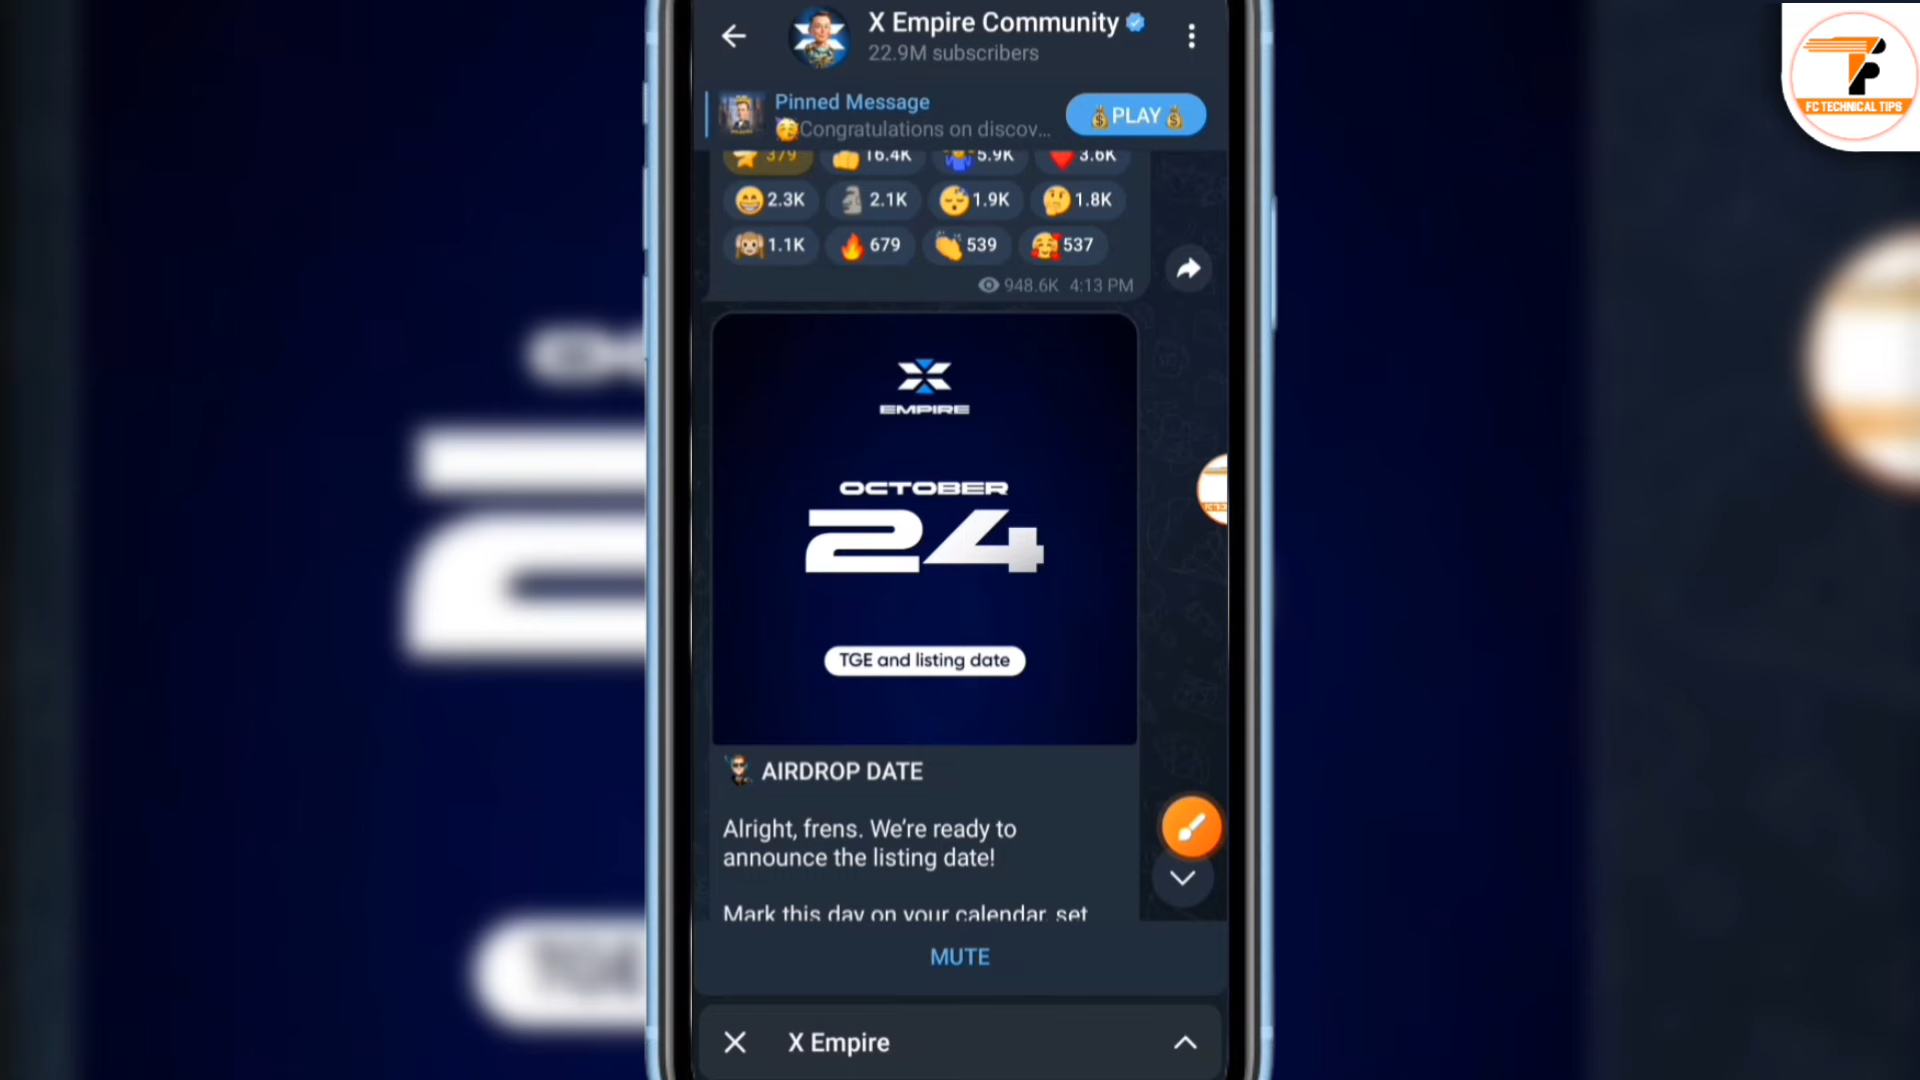 X Empire Community
22.9M subscribers
Pinned Message
Congratulations on discov...
PLAY
379 16.4K 5.9K 3.6K
2.3K 2.1K 1.9K 1.8K
1.1K 679 539 537
948.6K 4:13 PM
EMPIRE
OCTOBER
24
TGE and listing date
AIRDROP DATE
Alright, frens. We're ready to
announce the listing date!
Mark this day on your calendar, set
MUTE
X Empire
FC TECHNICAL TIPS